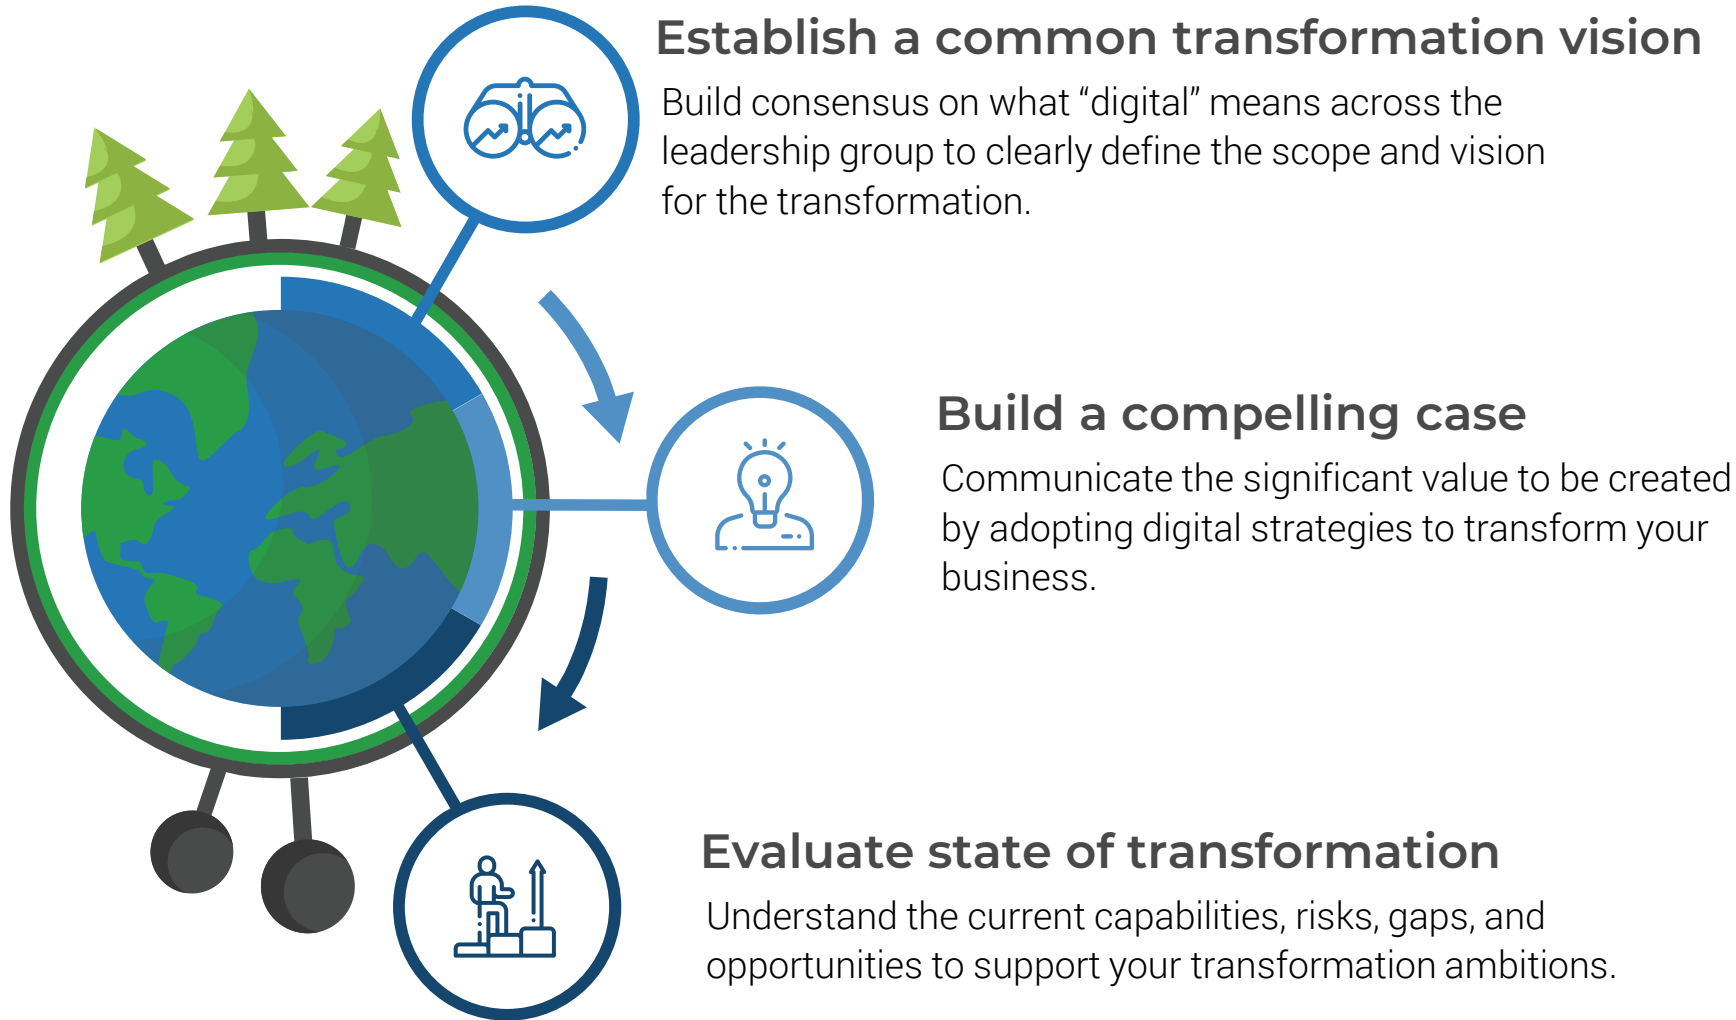 Establish a common transformation vision
Build consensus on what “digital” means across the
leadership group to clearly define the scope and vision
for the transformation.
Build a compelling case
Communicate the significant value to be created
by adopting digital strategies to transform your
business.
Evaluate state of transformation
Understand the current capabilities, risks, gaps, and
opportunities to support your transformation ambitions.